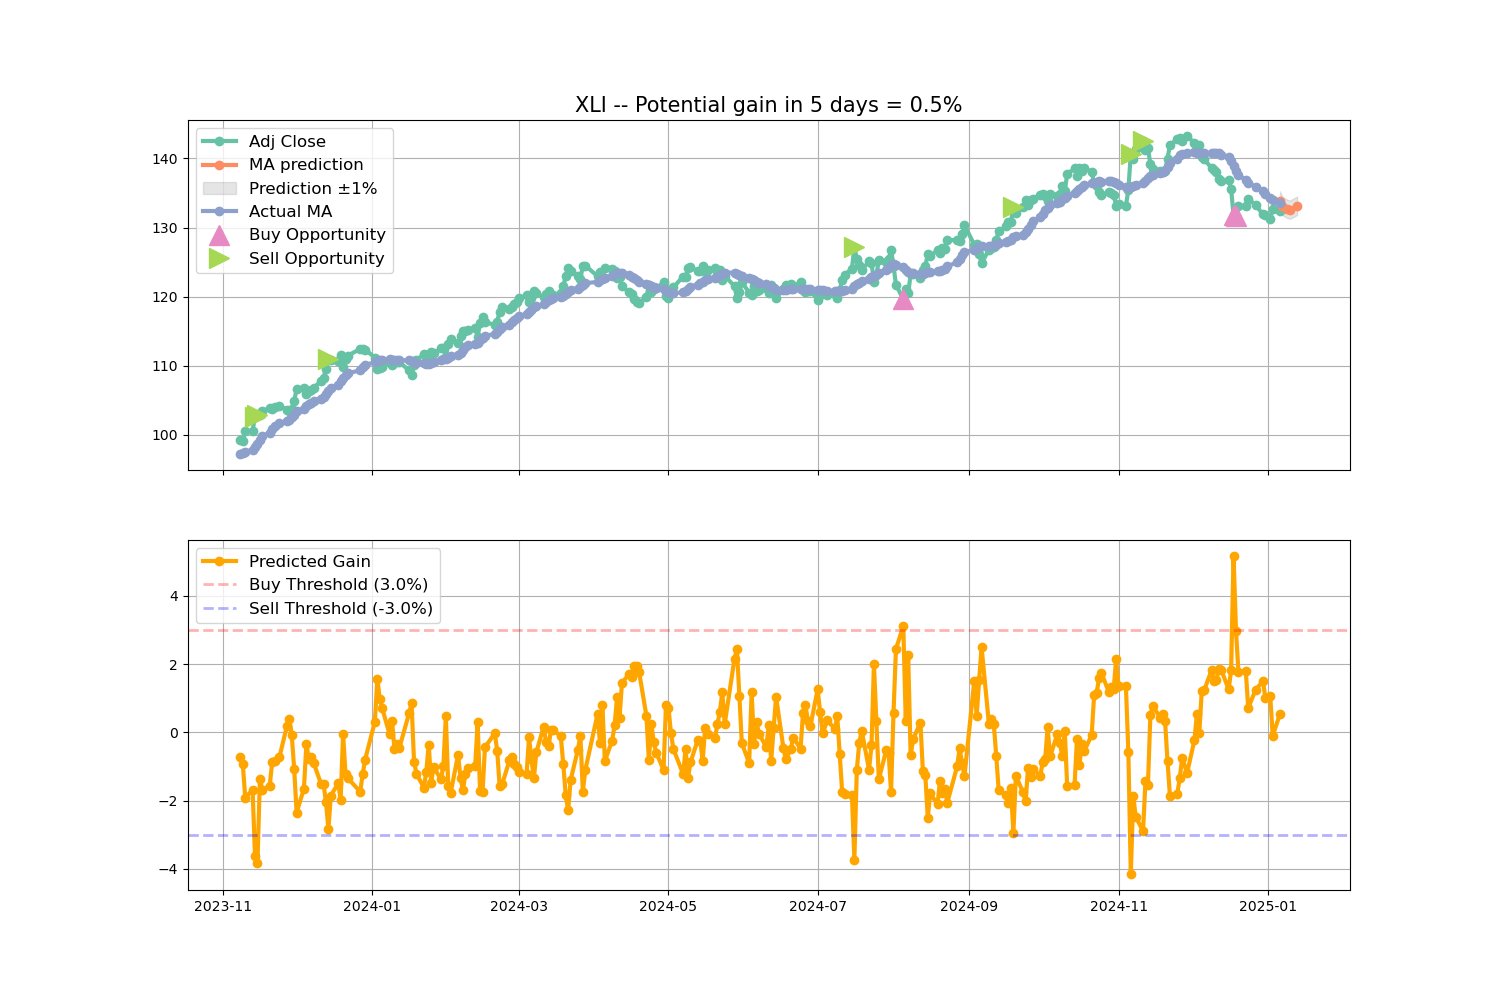 XLI -- Potential gain in 5 days = 0.5%
Adj Close
MA prediction
Prediction ±1%
Actual MA
Buy Opportunity
Sell Opportunity
140
130
120
110
100
Predicted Gain
Buy Threshold (3.0%)
Sell Threshold (-3.0%)
4
2
0
−2
−4
2023-11
2024-01
2024-03
2024-05
2024-07
2024-09
2024-11
2025-01